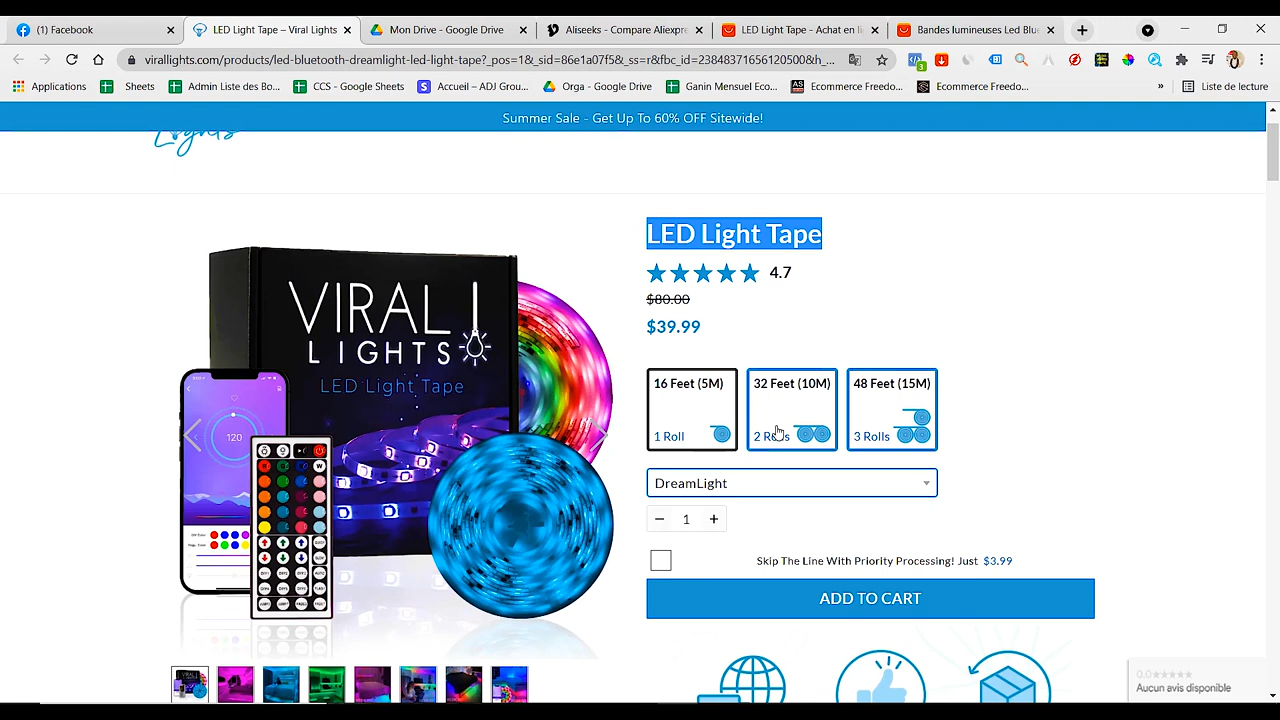 (1) Facebook
LED Light Tape – Viral Lights
Mon Drive - Google Drive
Aliseeks - Compare Aliexpre
LED Light Tape - Achat en li
Bandes lumineuses Led Blu
virallights.com/products/led-bluetooth-dreamlight-led-light-tape?_pos=1&_sid=86e1a07f5&_ss=r&fbc_id=238483716561205000&h_...
Applications
Sheets
Admin Liste des Bo...
CCS - Google Sheets
Accueil – ADJ Grou...
Orga - Google Drive
Ganin Mensuel Eco...
Ecommerce Freedo...
Ecommerce Freedo...
»
Liste de lecture
Summer Sale - Get Up To 60% OFF Sitewide!
Lights
LED Light Tape
4.7
$80.00
$39.99
16 Feet (5M)
1 Roll
32 Feet (10M)
2 Rolls
48 Feet (15M)
3 Rolls
DreamLight
− 1 +
Skip The Line With Priority Processing! Just $3.99
ADD TO CART
VIRAL
LIGHTS
LED Light Tape
120
W
0.0
Aucun avis disponible